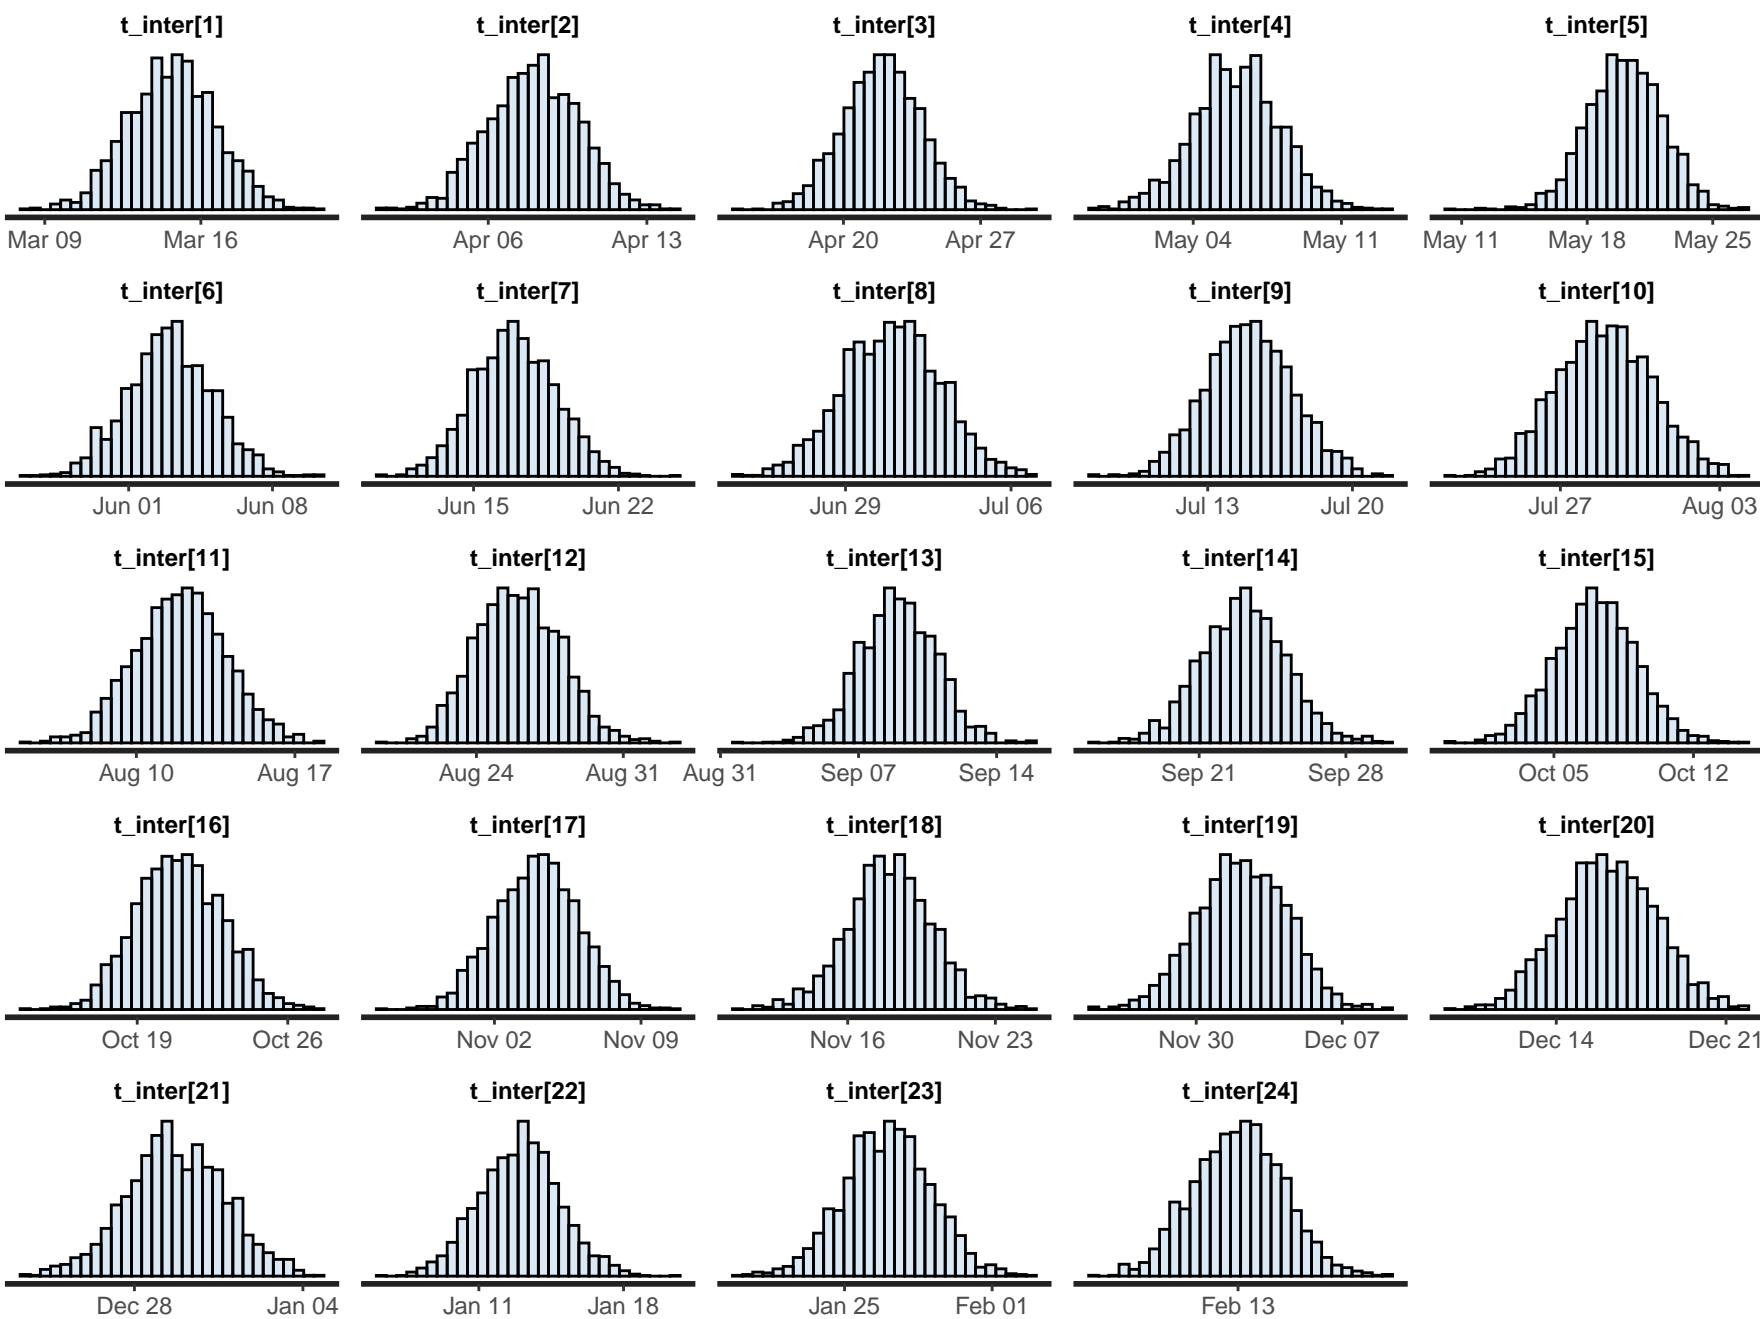 t_inter[1] t_inter[2] t_inter[3] t_inter[4] t_inter[5]
Mar 09 Mar 16 Apr 06 Apr 13 Apr 20 Apr 27 May 04 May 11 May 11 May 18 May 25
t_inter[6] t_inter[7] t_inter[8] t_inter[9] t_inter[10]
Jun 01 Jun 08 Jun 15 Jun 22 Jun 29 Jul 06 Jul 13 Jul 20 Jul 27 Aug 03
t_inter[11] t_inter[12] t_inter[13] t_inter[14] t_inter[15]
Aug 10 Aug 17 Aug 24 Aug 31 Aug 31 Sep 07 Sep 14 Sep 21 Sep 28 Oct 05 Oct 12
t_inter[16] t_inter[17] t_inter[18] t_inter[19] t_inter[20]
Oct 19 Oct 26 Nov 02 Nov 09 Nov 16 Nov 23 Nov 30 Dec 07 Dec 14 Dec 21
t_inter[21] t_inter[22] t_inter[23] t_inter[24]
Dec 28 Jan 04 Jan 11 Jan 18 Jan 25 Feb 01 Feb 13